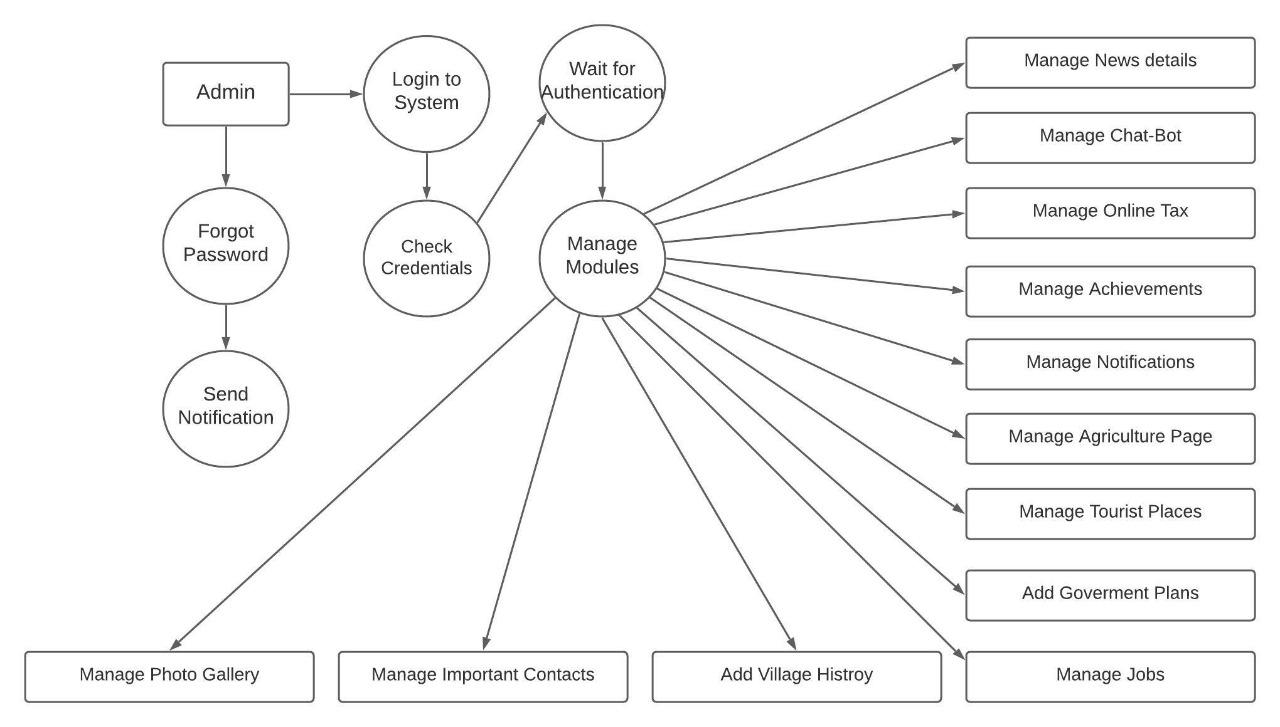 Admin
Login to
System
Wait for
Authentication
Forgot
Password
Check
Credentials
Manage
Modules
Send
Notification
Manage News details
Manage Chat-Bot
Manage Online Tax
Manage Achievements
Manage Notifications
Manage Agriculture Page
Manage Tourist Places
Add Goverment Plans
Manage Photo Gallery
Manage Important Contacts
Add Village Histroy
Manage Jobs